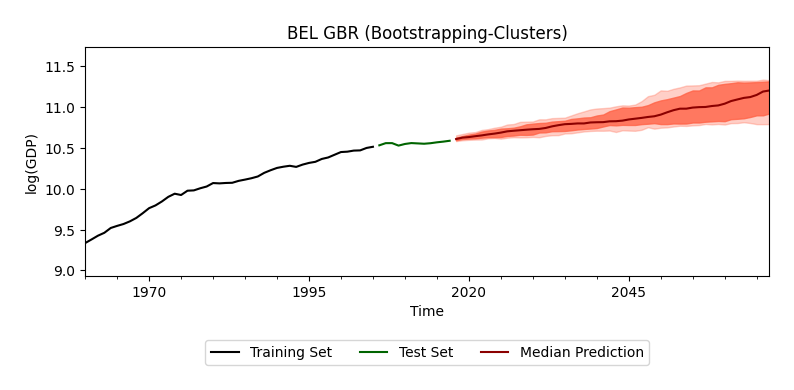 BEL GBR (Bootstrapping-Clusters)
log(GDP)
11.5
11.0
10.5
10.0
9.5
9.0
1970 1995 2020 2045
Time
Training Set Test Set Median Prediction